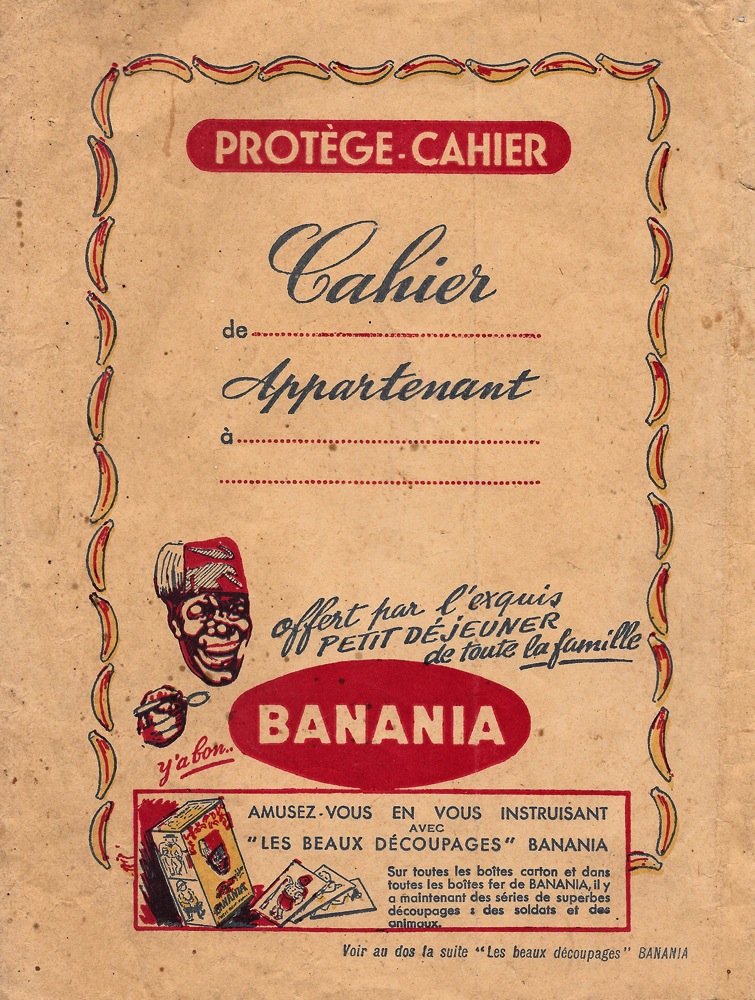 PROTÈGE-CAHIER
Cahier
de
Appartenant
à
offert par l'exquis
PETIT DÉJEUNER
de toute la famille
BANANIA
y'a bon..
AMUSEZ-VOUS EN VOUS INSTRUISANT
AVEC
"LES BEAUX DÉCOUPAGES" BANANIA
BANANIA
Sur toutes les boîtes carton et dans
toutes les boîtes fer de BANANIA, il y
a maintenant des séries de superbes
découpages : des soldats et des
animaux.
Voir au dos la suite "Les beaux découpages" BANANIA